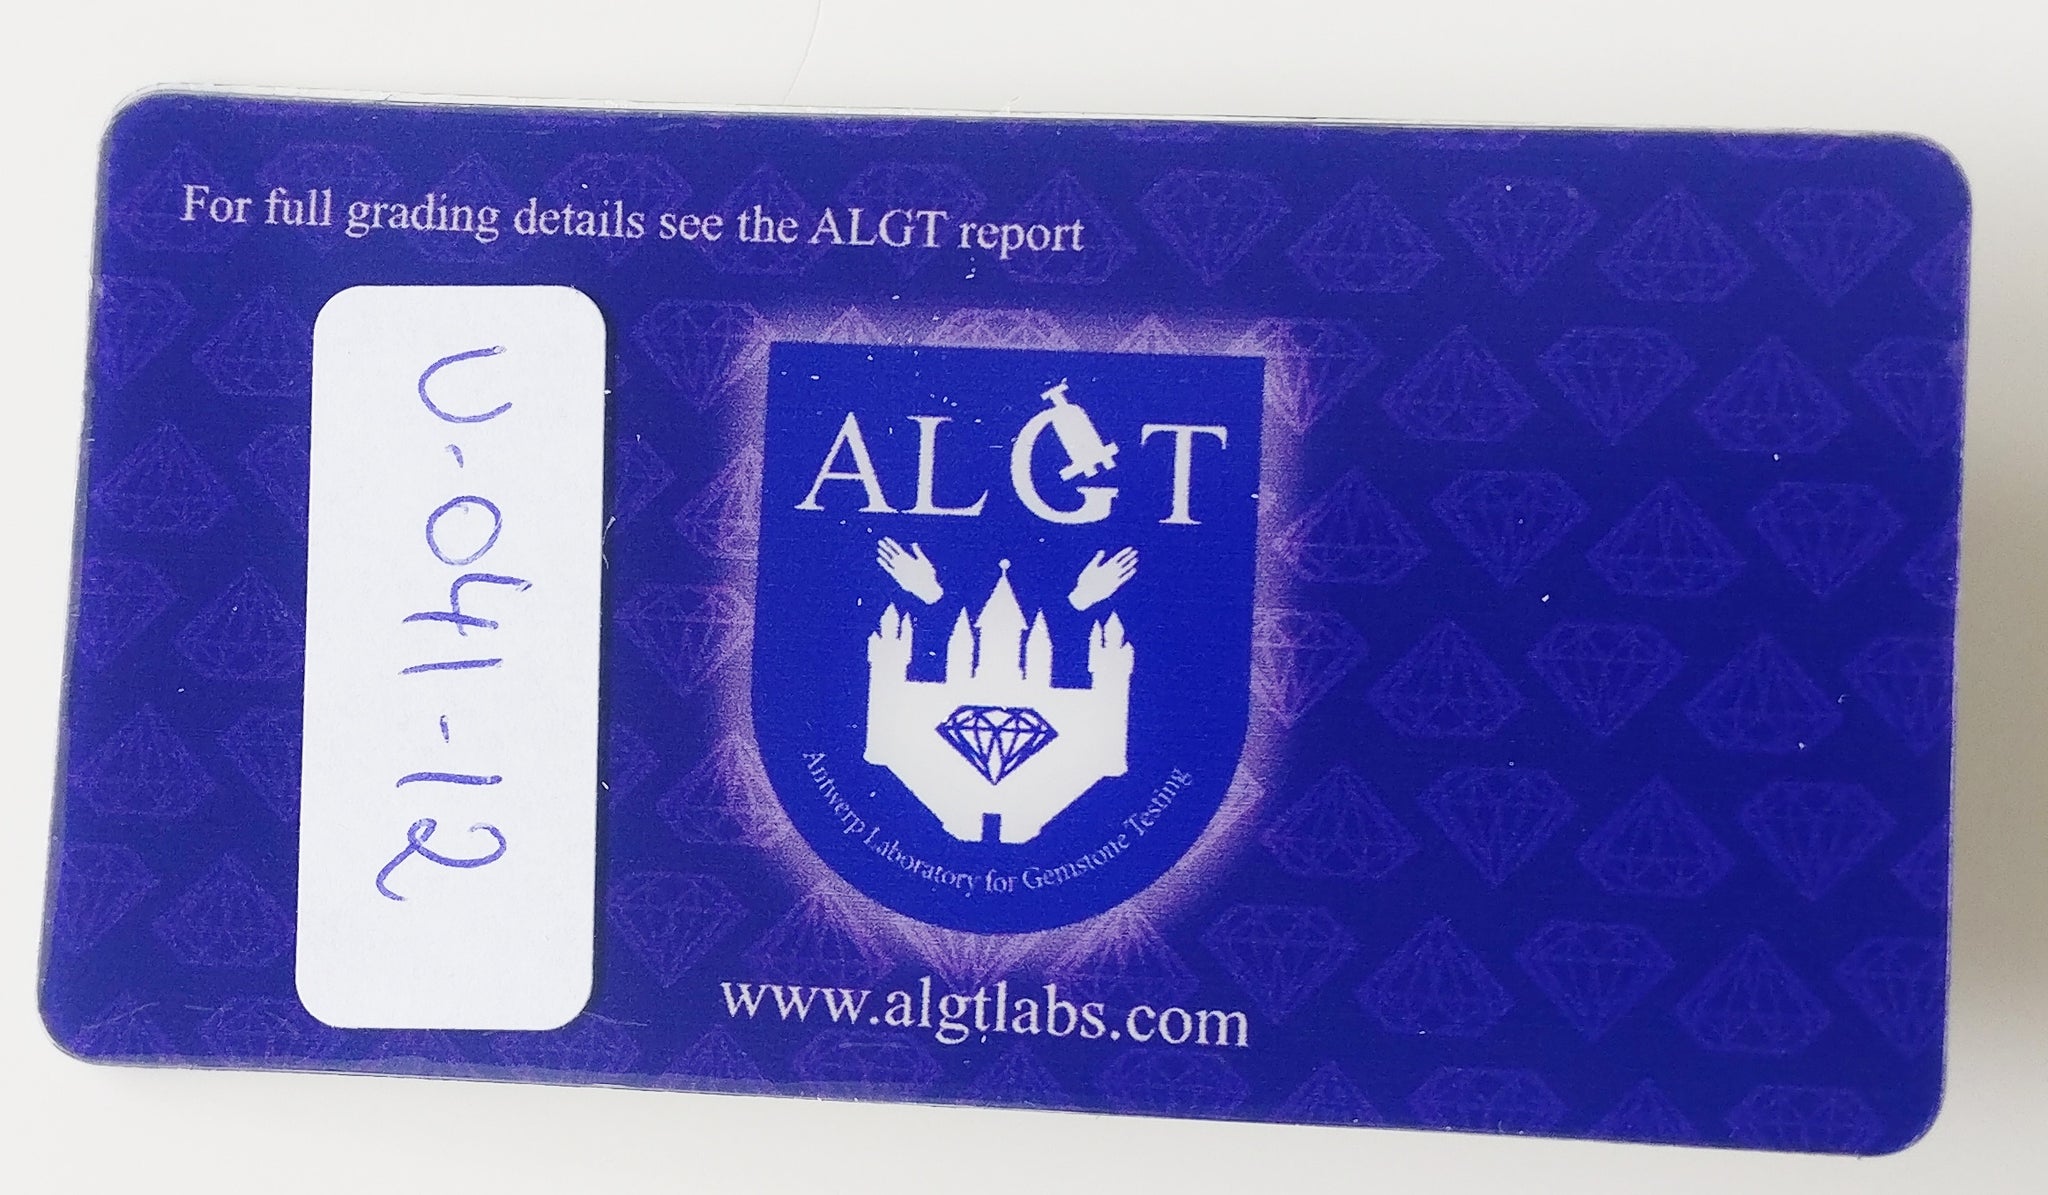 For full grading details see the ALGT report
U-041-12
ALGT
Antwerp Laboratory for Gemstone Testing
www.algtlabs.com